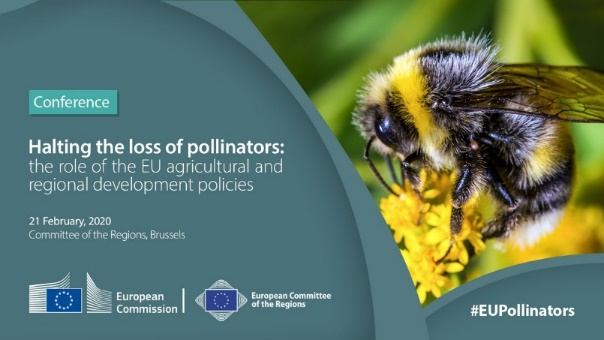 Conference
Halting the loss of pollinators:
the role of the EU agricultural and
regional development policies
21 February, 2020
Committee of the Regions, Brussels
European
Commission
European Committee
of the Regions
#EUPollinators